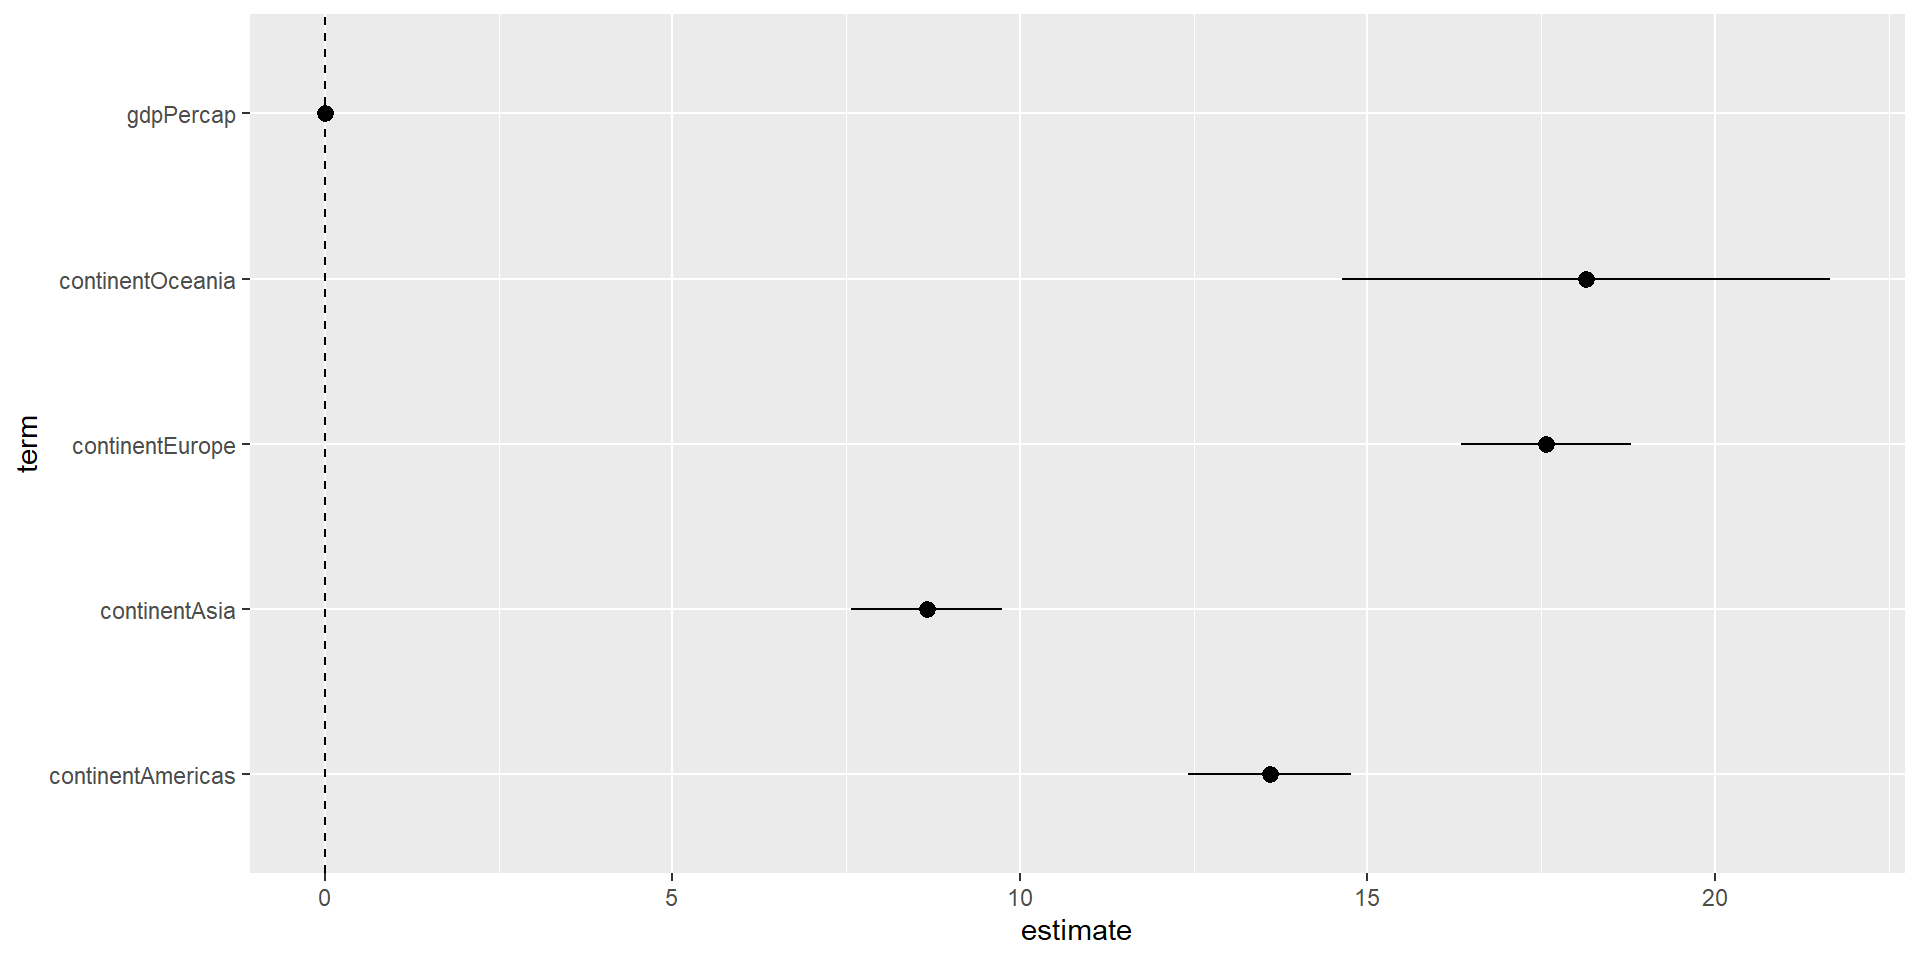 gdpPercap
continentOceania
continentEurope
continentAsia
continentAmericas
term
0 5 10 15 20
estimate